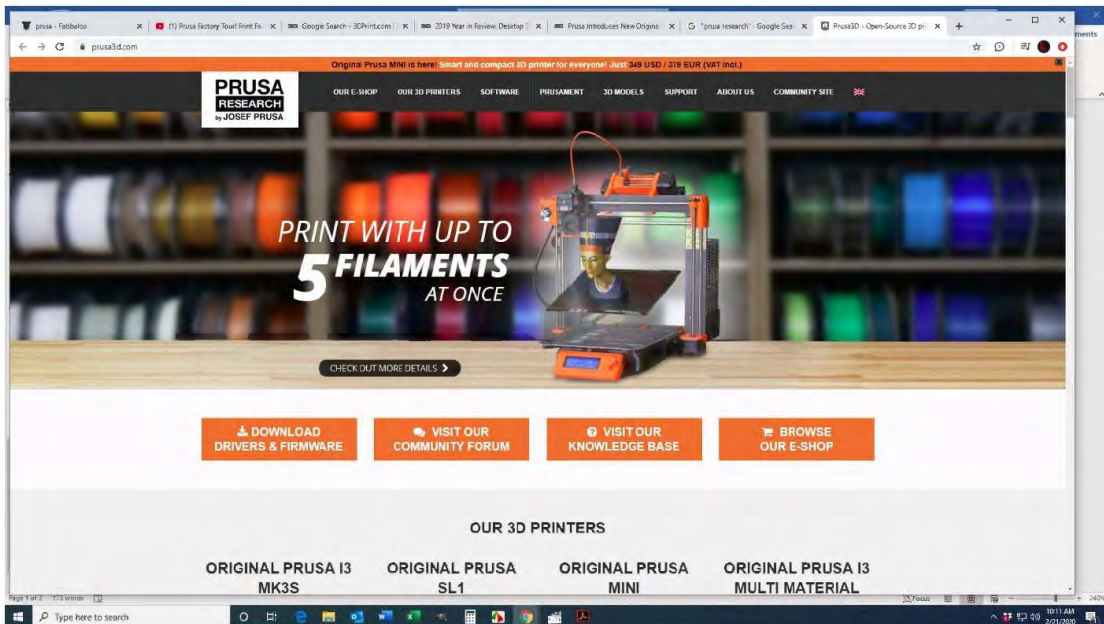 prusa - Fabbaloo
(1) Prusa Factory Tour! Print Fa
Google Search - 3DPrint.com |
2019 Year in Review: Desktop 3
Prusa Introduces New Origina
"prusa research" - Google Sea
Prusa3D - Open-Source 3D pr
prusa3d.com
ments
Original Prusa MINI is here! Smart and compact 3D printer for everyone! Just 349 USD / 379 EUR (VAT incl.)
PRUSA
RESEARCH
by JOSEF PRUSA
OUR E-SHOP OUR 3D PRINTERS SOFTWARE PRUSAMENT 3D MODELS SUPPORT ABOUT US COMMUNITY SITE
PRINT WITH UP TO
5 FILAMENTS
AT ONCE
CHECK OUT MORE DETAILS
DOWNLOAD
DRIVERS & FIRMWARE
VISIT OUR
COMMUNITY FORUM
VISIT OUR
KNOWLEDGE BASE
BROWSE
OUR E-SHOP
OUR 3D PRINTERS
ORIGINAL PRUSA I3
MK3S
ORIGINAL PRUSA
SL1
ORIGINAL PRUSA
MINI
ORIGINAL PRUSA I3
MULTI MATERIAL
Page 1 of 2 173 words
Focus
240%
Type here to search
10:11 AM
2/21/2020